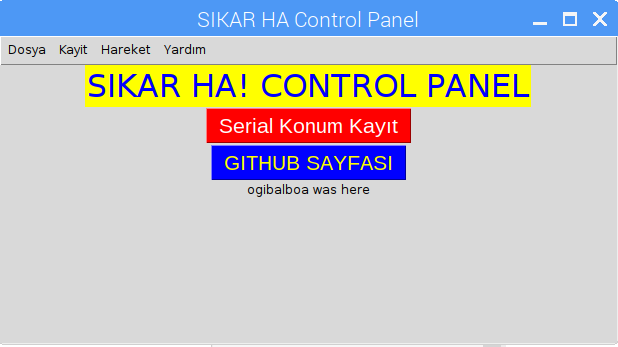 SIKAR HA Control Panel
Dosya Kayit Hareket Yardım
SIKAR HA! CONTROL PANEL
Serial Konum Kayıt
GITHUB SAYFASI
ogibalboa was here